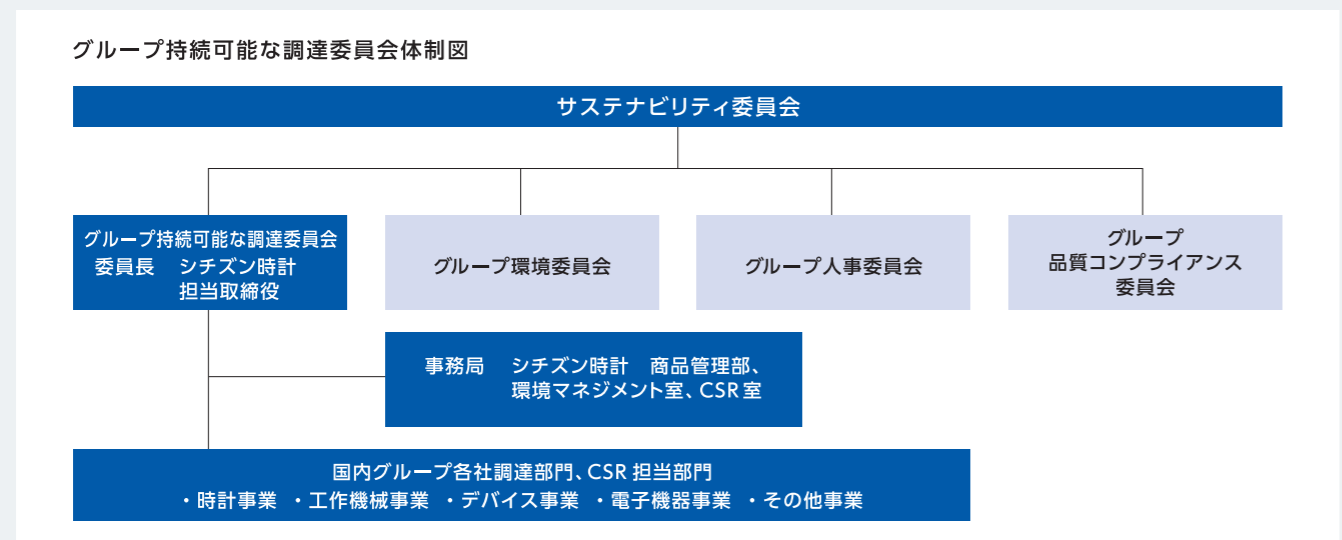 グループ持続可能な調達委員会体制図
サステナビリティ委員会
グループ持続可能な調達委員会
委員長 シチズン時計
担当取締役
グループ環境委員会
グループ人事委員会
グループ
品質コンプライアンス
委員会
事務局 シチズン時計 商品管理部、
環境マネジメント室、CSR室
国内グループ各社調達部門、CSR 担当部門
・時計事業 ・工作機械事業 ・デバイス事業 ・電子機器事業 ・その他事業